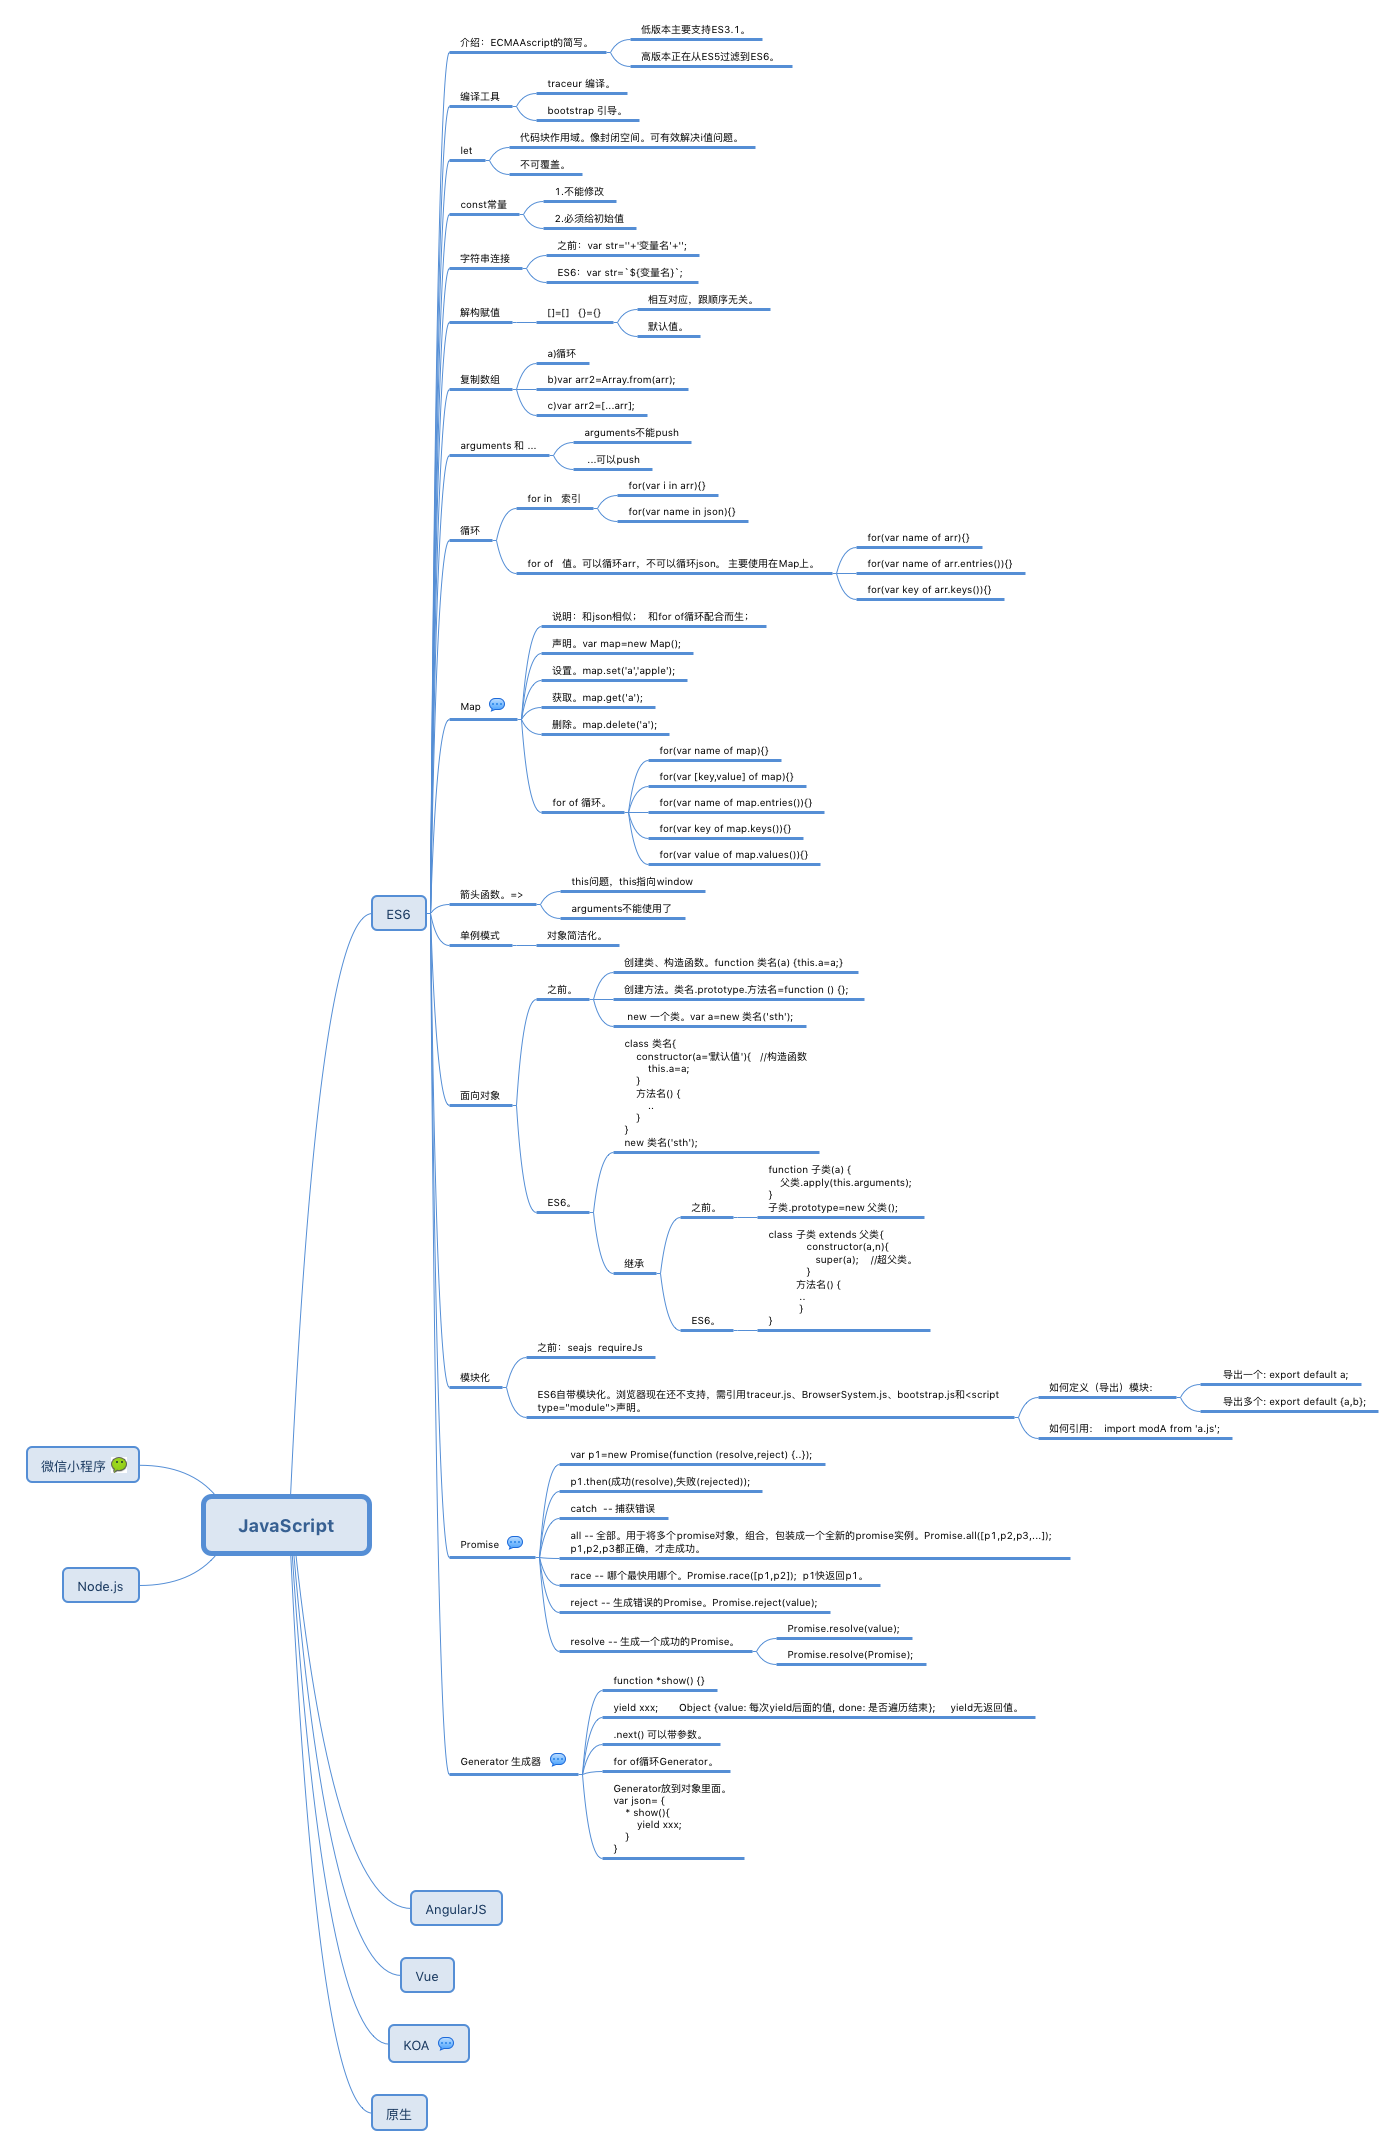 介绍：ECMAAscript的简写。
低版本主要支持ES3.1。
高版本正在从ES5过滤到ES6。
编译工具
traceur 编译。
bootstrap 引导。
let
代码块作用域。像封闭空间。可有效解决i值问题。
不可覆盖。
const常量
1.不能修改
2.必须给初始值
字符串连接
之前：var str=''+'变量名'+'';
ES6：var str=`${变量名}`;
解构赋值
[]=[]   {}={}
相互对应，跟顺序无关。
默认值。
复制数组
a)循环
b)var arr2=Array.from(arr);
c)var arr2=[...arr];
arguments 和 ...
arguments不能push
...可以push
循环
for in   索引
for(var i in arr){}
for(var name in json){}
for of   值。可以循环arr，不可以循环json。 主要使用在Map上。
for(var name of arr){}
for(var name of arr.entries()){}
for(var key of arr.keys()){}
Map
说明：和json相似；   和for of循环配合而生；
声明。var map=new Map();
设置。map.set('a','apple');
获取。map.get('a');
删除。map.delete('a');
for of 循环。
for(var name of map){}
for(var [key,value] of map){}
for(var name of map.entries()){}
for(var key of map.keys()){}
for(var value of map.values()){}
ES6
箭头函数。=>
this问题，this指向window
arguments不能使用了
单例模式
对象简洁化。
面向对象
之前。
创建类、构造函数。function 类名(a) {this.a=a;}
创建方法。类名.prototype.方法名=function () {};
new 一个类。var a=new 类名('sth');
ES6。
class 类名{
constructor(a='默认值'){   //构造函数
this.a=a;
}
方法名() {
..
}
}
new 类名('sth');
继承
之前。
function 子类(a) {
父类.apply(this.arguments);
}
子类.prototype=new 父类();
ES6。
class 子类 extends 父类{
constructor(a,n){
super(a);    //超父类。
}
方法名() {
..
}
}
模块化
之前：seajs  requireJs
ES6自带模块化。浏览器现在还不支持，需引用traceur.js、BrowserSystem.js、bootstrap.js和<script
type="module">声明。
如何定义（导出）模块：
导出一个: export default a;
导出多个: export default {a,b};
如何引用：   import modA from 'a.js';
Promise
var p1=new Promise(function (resolve,reject) {..});
p1.then(成功(resolve),失败(rejected));
catch  -- 捕获错误
all -- 全部。用于将多个promise对象，组合，包装成一个全新的promise实例。Promise.all([p1,p2,p3,...]);
p1,p2,p3都正确，才走成功。
race -- 哪个最快用哪个。Promise.race([p1,p2]);  p1快返回p1。
reject -- 生成错误的Promise。Promise.reject(value);
resolve -- 生成一个成功的Promise。
Promise.resolve(value);
Promise.resolve(Promise);
Generator 生成器
function *show() {}
yield xxx;       Object {value: 每次yield后面的值, done: 是否遍历结束};     yield无返回值。
.next() 可以带参数。
for of循环Generator。
Generator放到对象里面。
var json= {
* show(){
yield xxx;
}
}
微信小程序
JavaScript
Node.js
AngularJS
Vue
KOA
原生